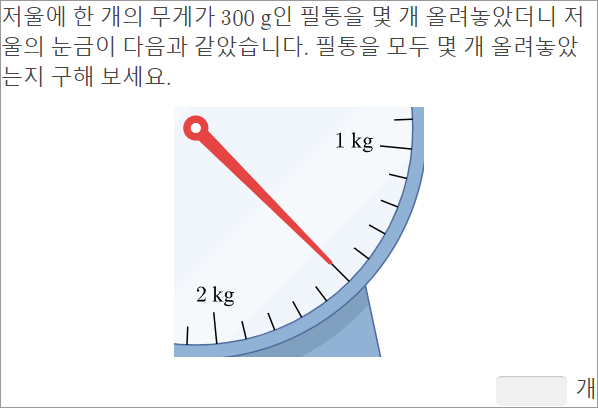 저울에 한 개의 무게가 300 g인 필통을 몇 개 올려놓았더니 저
울의 눈금이 다음과 같았습니다. 필통을 모두 몇 개 올려놓았
는지 구해 보세요.
1 kg
2 kg
개